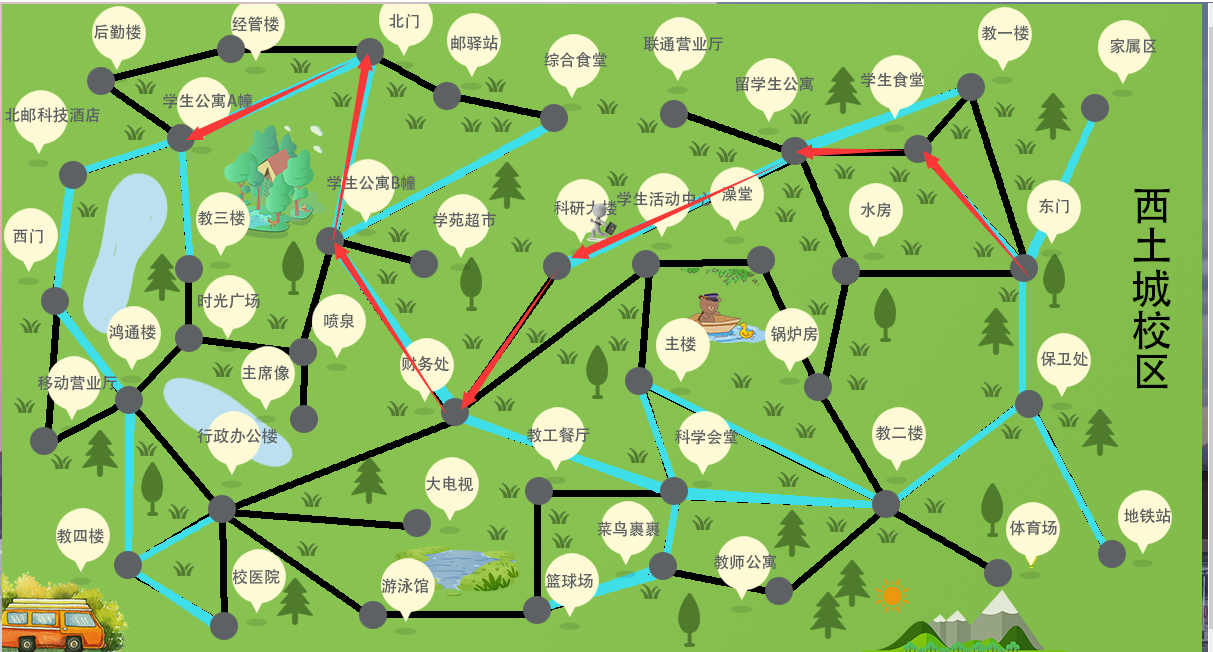 后勤楼
经管楼
北门
邮驿站
综合食堂
联通营业厅
留学生公寓
学生食堂
教一楼
家属区
北邮科技酒店
学生公寓A幢
学生公寓B幢
科研大楼
学生活动中心
澡堂
水房
东门
西门
教三楼
学苑超市
西土城校区
时光广场
鸿通楼
喷泉
主楼
锅炉房
移动营业厅
主席像
财务处
保卫处
行政办公楼
教工餐厅
科学会堂
教二楼
大电视
教四楼
菜鸟裹裹
体育场
地铁站
校医院
游泳馆
篮球场
教师公寓